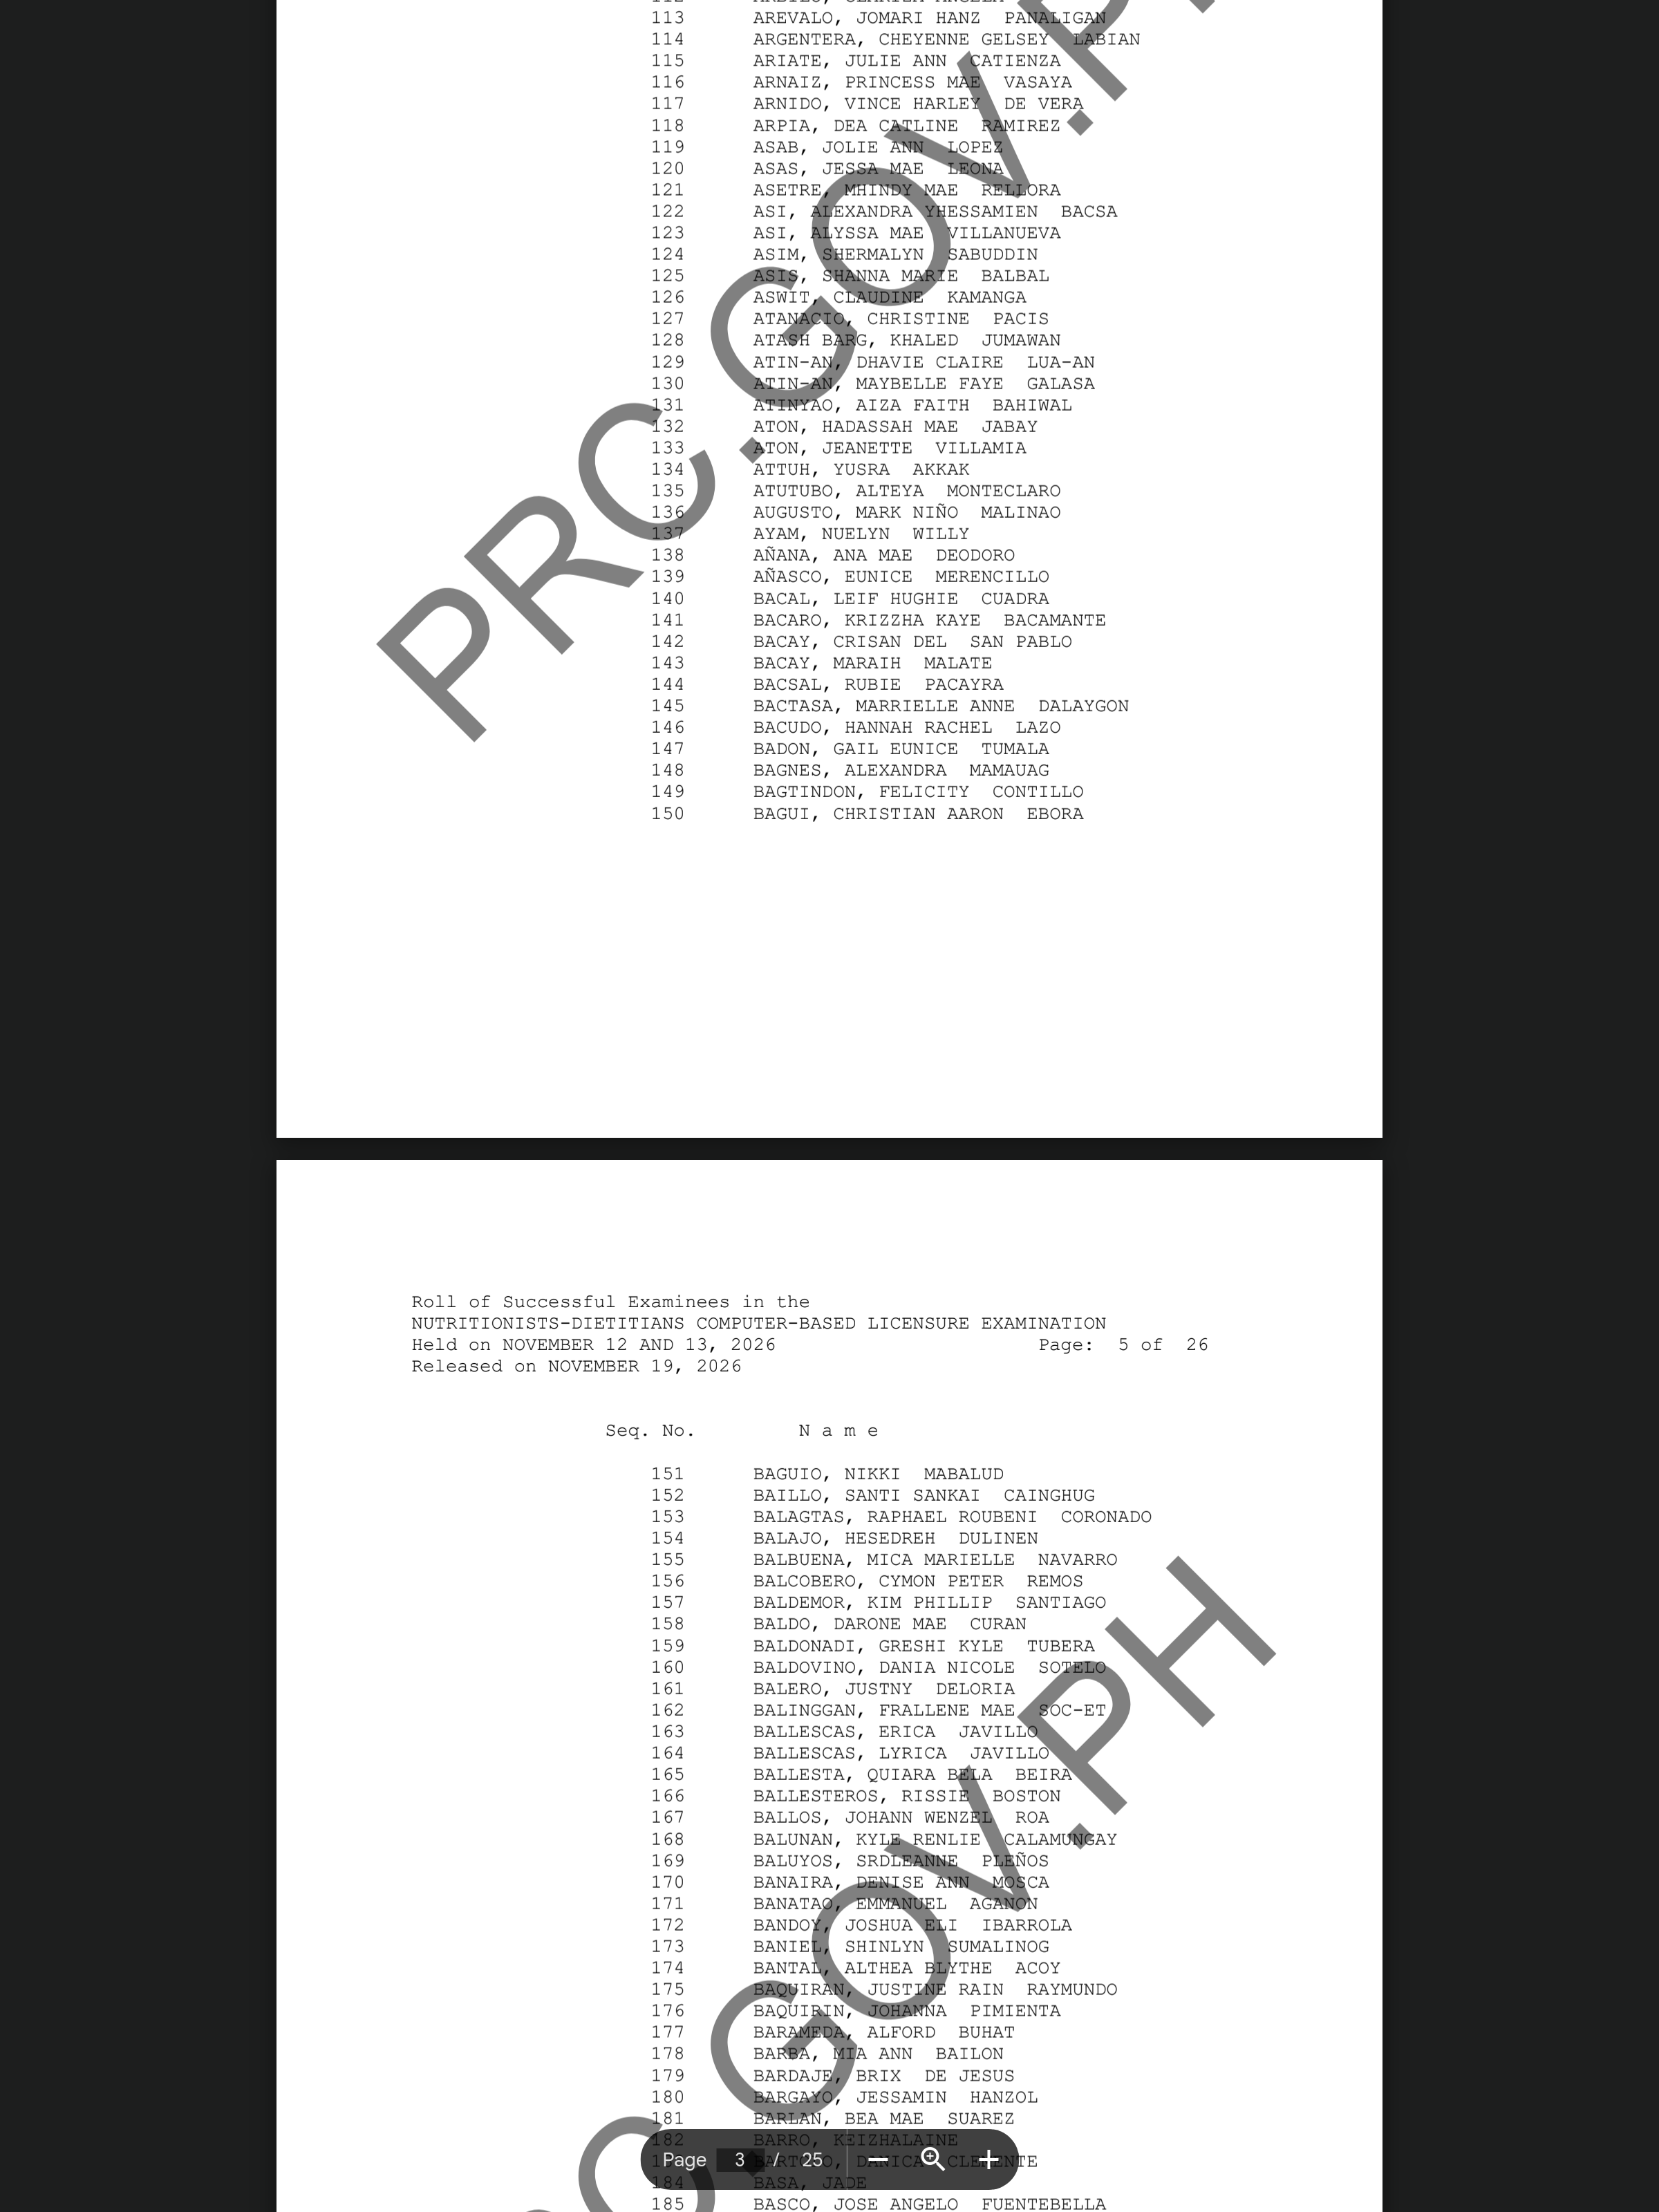 113 AREVALO, JOMARI HANZ PANALIGAN
114 ARGENTERA, CHEYENNE GELSEY LABIAN
115 ARIATE, JULIE ANN CATIENZA
116 ARNAIZ, PRINCESS MAE VASAYA
117 ARNIDO, VINCE HARLEY DE VERA
118 ARPIA, DEA CATLINE RAMIREZ
119 ASAB, JOLIE ANN LOPEZ
120 ASAS, JESSA MAE LEONA
121 ASETRE, MHINDY MAE RELLORA
122 ASI, ALEXANDRA YHESSAMIEN BACSA
123 ASI, ALYSSA MAE VILLANUEVA
124 ASIM, SHERMALYN SABUDDIN
125 ASIS, SHANNA MARIE BALBAL
126 ASWIT, CLAUDINE KAMANGA
127 ATANACIO, CHRISTINE PACIS
128 ATASH BARG, KHALED JUMAWAN
129 ATIN-AN, DHAVIE CLAIRE LUA-AN
130 ATIN-AN, MAYBELLE FAYE GALASA
131 ATINYAO, AIZA FAITH BAHIWAL
132 ATON, HADASSAH MAE JABAY
133 ATON, JEANETTE VILLAMIA
134 ATTUH, YUSRA AKKAK
135 ATUTUBO, ALTEYA MONTECLARO
136 AUGUSTO, MARK NIÑO MALINAO
137 AYAM, NUELYN WILLY
138 AÑANA, ANA MAE DEODORO
139 AÑASCO, EUNICE MERENCILLO
140 BACAL, LEIF HUGHIE CUADRA
141 BACARO, KRIZZHA KAYE BACAMANTE
142 BACAY, CRISAN DEL SAN PABLO
143 BACAY, MARAIH MALATE
144 BACSAL, RUBIE PACAYRA
145 BACTASA, MARRIELLE ANNE DALAYGON
146 BACUDO, HANNAH RACHEL LAZO
147 BADON, GAIL EUNICE TUMALA
148 BAGNES, ALEXANDRA MAMAUAG
149 BAGTINDON, FELICITY CONTILLO
150 BAGUI, CHRISTIAN AARON EBORA
PRC.GOV.PH
Roll of Successful Examinees in the
NUTRITIONISTS-DIETITIANS COMPUTER-BASED LICENSURE EXAMINATION
Held on NOVEMBER 12 AND 13, 2026 Page: 5 of 26
Released on NOVEMBER 19, 2026
Seq. No. N a m e
151 BAGUIO, NIKKI MABALUD
152 BAILLO, SANTI SANKAI CAINGHUG
153 BALAGTAS, RAPHAEL ROUBENI CORONADO
154 BALAJO, HESEDREH DULINEN
155 BALBUENA, MICA MARIELLE NAVARRO
156 BALCOBERO, CYMON PETER REMOS
157 BALDEMOR, KIM PHILLIP SANTIAGO
158 BALDO, DARONE MAE CURAN
159 BALDONADI, GRESHI KYLE TUBERA
160 BALDOVINO, DANIA NICOLE SOTELO
161 BALERO, JUSTNY DELORIA
162 BALINGGAN, FRALLENE MAE SOC-ET
163 BALLESCAS, ERICA JAVILLO
164 BALLESCAS, LYRICA JAVILLO
165 BALLESTA, QUIARA BELA BEIRA
166 BALLESTEROS, RISSIE BOSTON
167 BALLOS, JOHANN WENZEL ROA
168 BALUNAN, KYLE RENLIE CALAMUNGAY
169 BALUYOS, SRDLEANNE PLEÑOS
170 BANAIRA, DENISE ANN MOSCA
171 BANATAO, EMMANUEL AGANON
172 BANDOY, JOSHUA ELI IBARROLA
173 BANIEL, SHINLYN SUMALINOG
174 BANTAL, ALTHEA BLYTHE ACOY
175 BAQUIRAN, JUSTINE RAIN RAYMUNDO
176 BAQUIRIN, JOHANNA PIMIENTA
177 BARAMEDA, ALFORD BUHAT
178 BARBA, MIA ANN BAILON
179 BARDAJE, BRIX DE JESUS
180 BARGAYO, JESSAMIN HANZOL
181 BARLAN, BEA MAE SUAREZ
182 BARRO, KEIZHALAINE
DANICA CLEMENTE
184 BASA, JADE
185 BASCO, JOSE ANGELO FUENTEBELLA
GOV.PH
Page 3 / 25